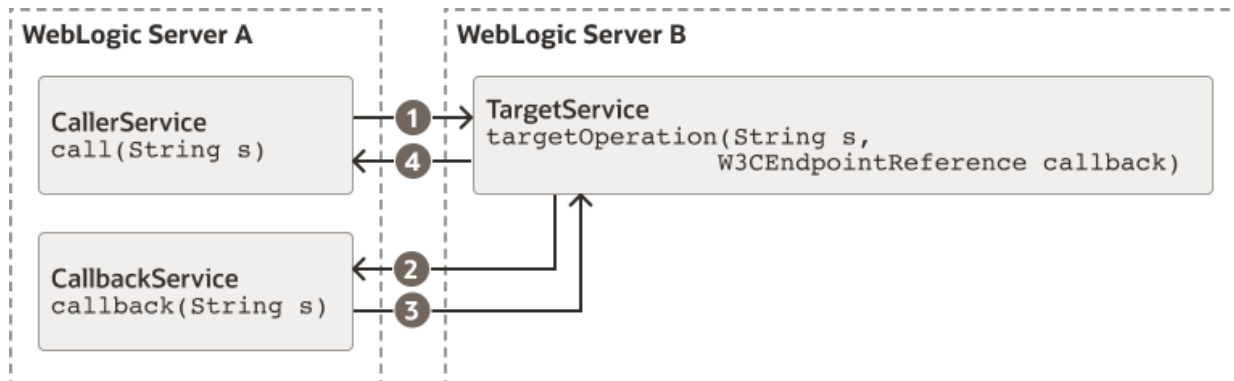 WebLogic Server A
WebLogic Server B
CallerService
call(String s)
1
4
TargetService
targetOperation(String s,
W3CEndpointReference callback)
CallbackService
callback(String s)
2
3